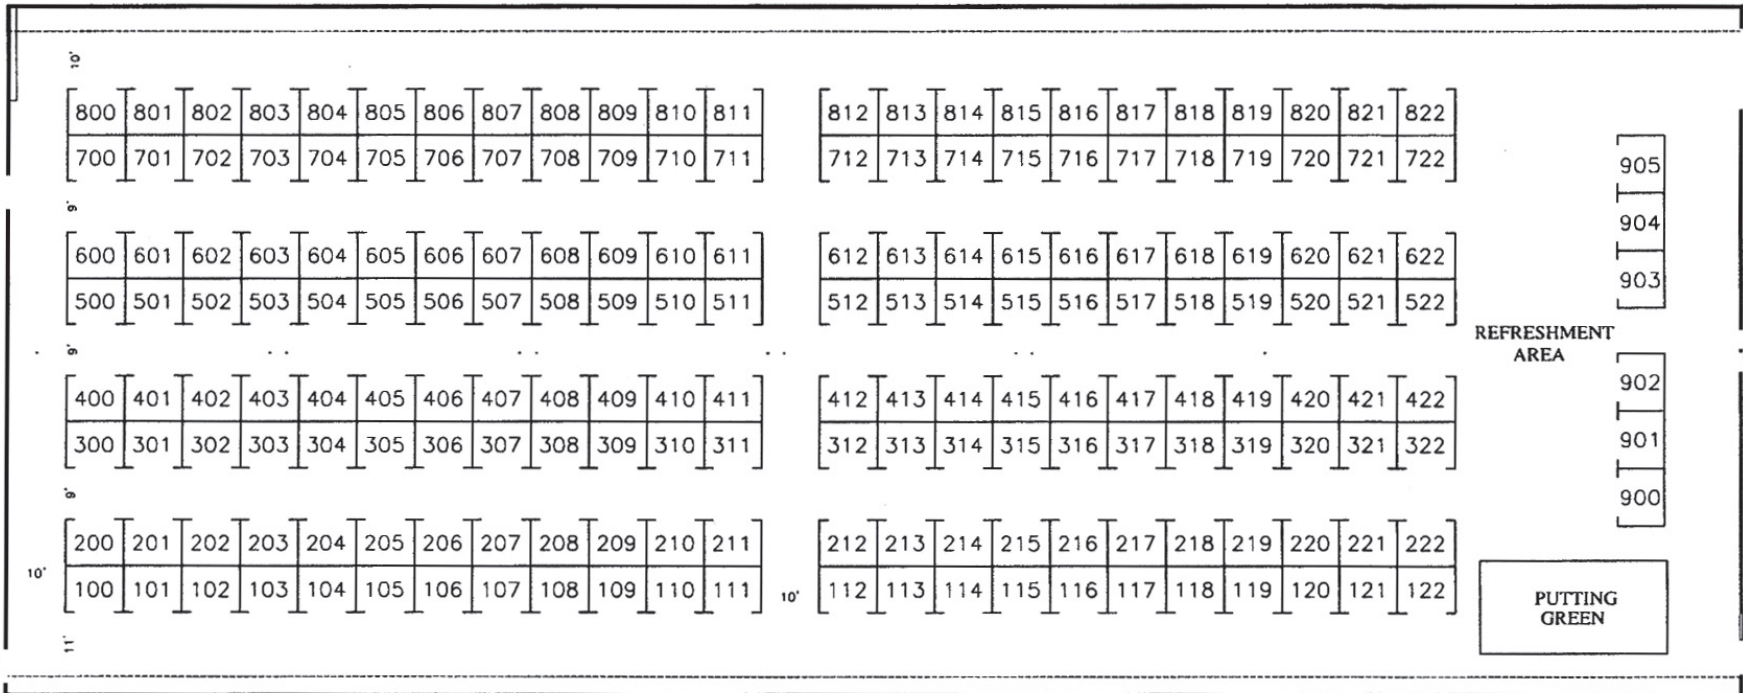 10'
800 801 802 803 804 805 806 807 808 809 810 811 812 813 814 815 816 817 818 819 820 821 822
700 701 702 703 704 705 706 707 708 709 710 711 712 713 714 715 716 717 718 719 720 721 722
905
9'
904
600 601 602 603 604 605 606 607 608 609 610 611 612 613 614 615 616 617 618 619 620 621 622
903
500 501 502 503 504 505 506 507 508 509 510 511 512 513 514 515 516 517 518 519 520 521 522
REFRESHMENT
AREA
9'
902
400 401 402 403 404 405 406 407 408 409 410 411 412 413 414 415 416 417 418 419 420 421 422
901
300 301 302 303 304 305 306 307 308 309 310 311 312 313 314 315 316 317 318 319 320 321 322
9'
900
200 201 202 203 204 205 206 207 208 209 210 211 212 213 214 215 216 217 218 219 220 221 222
10'
100 101 102 103 104 105 106 107 108 109 110 111 10' 112 113 114 115 116 117 118 119 120 121 122
PUTTING
GREEN
11'